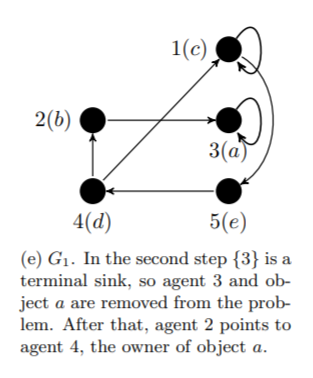 1(c)
2(b)
3(a)
4(d)
5(e)
(e) G₁. In the second step {3} is a
terminal sink, so agent 3 and ob-
ject a are removed from the prob-
lem. After that, agent 2 points to
agent 4, the owner of object a.